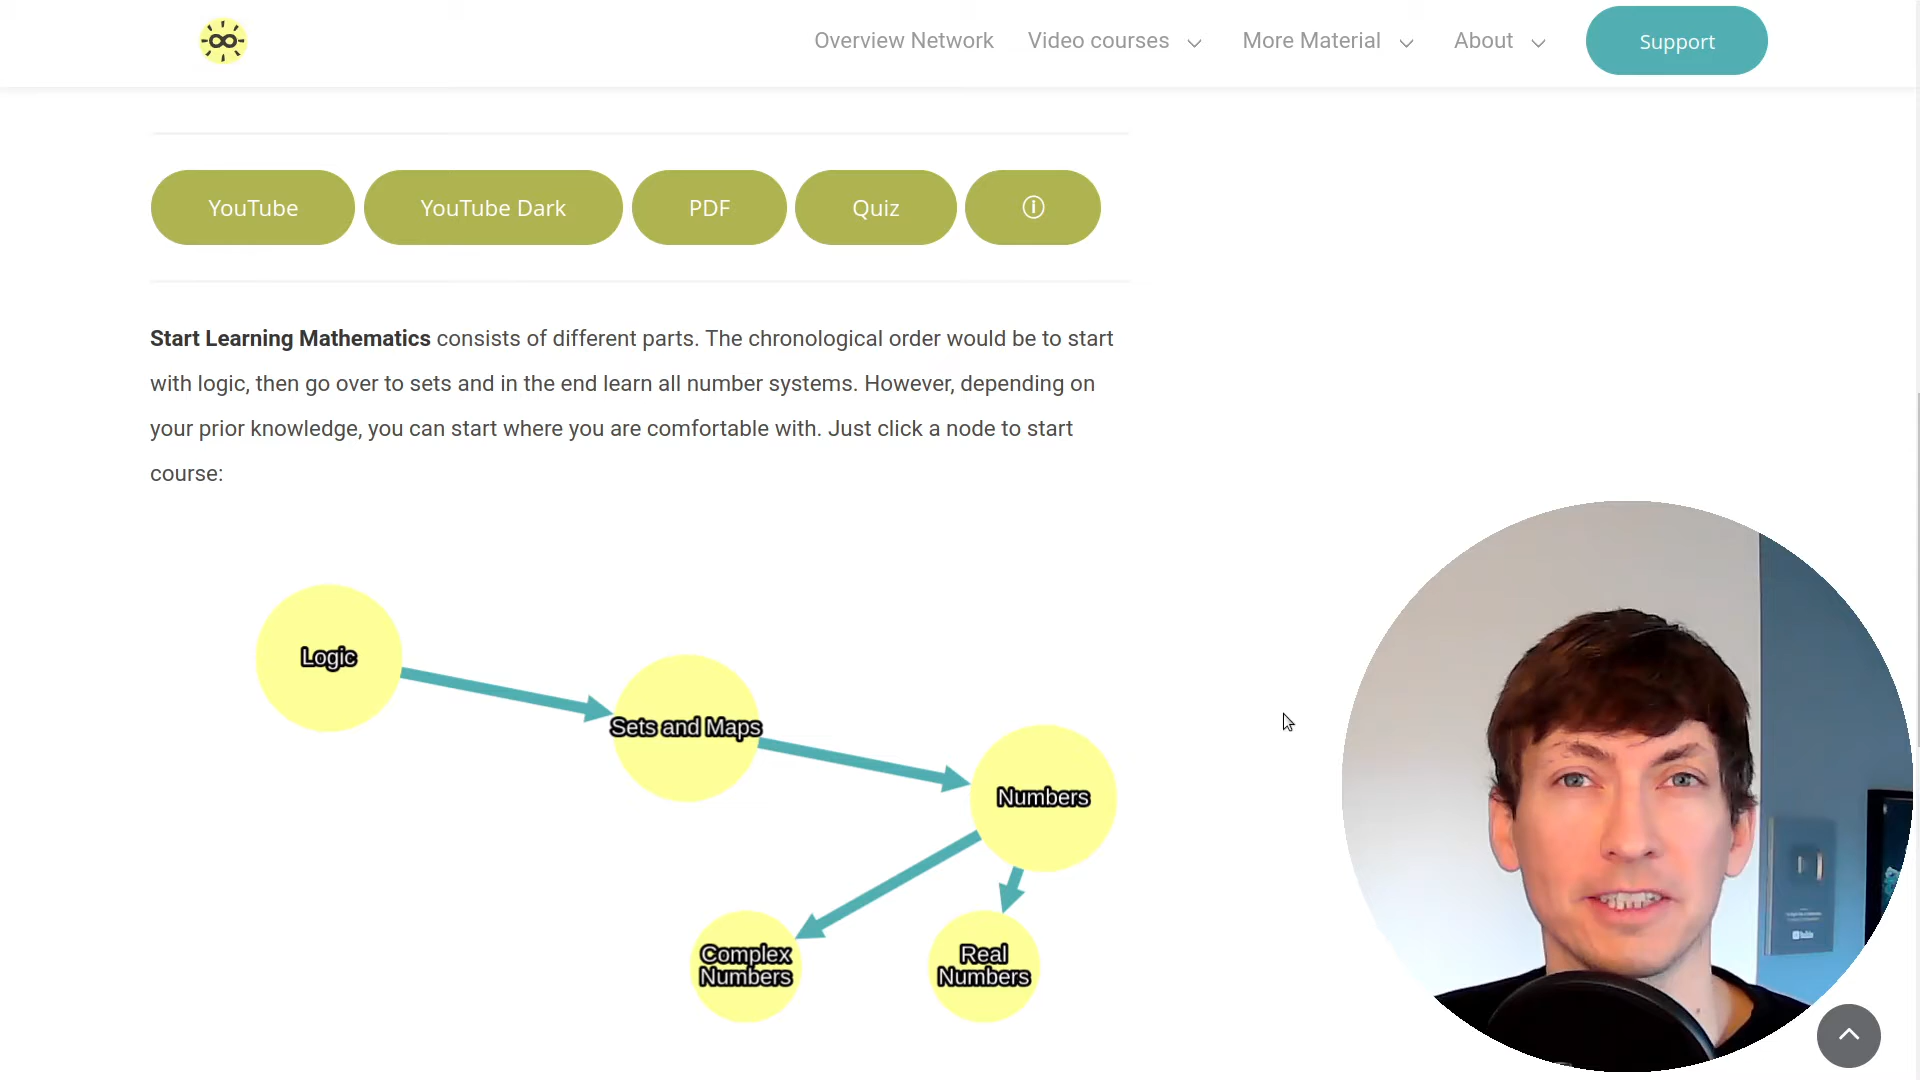 Overview Network Video courses More Material About Support
YouTube YouTube Dark PDF Quiz
Start Learning Mathematics consists of different parts. The chronological order would be to start
with logic, then go over to sets and in the end learn all number systems. However, depending on
your prior knowledge, you can start where you are comfortable with. Just click a node to start
course:
Logic
Sets and Maps
Numbers
Complex
Numbers
Real
Numbers